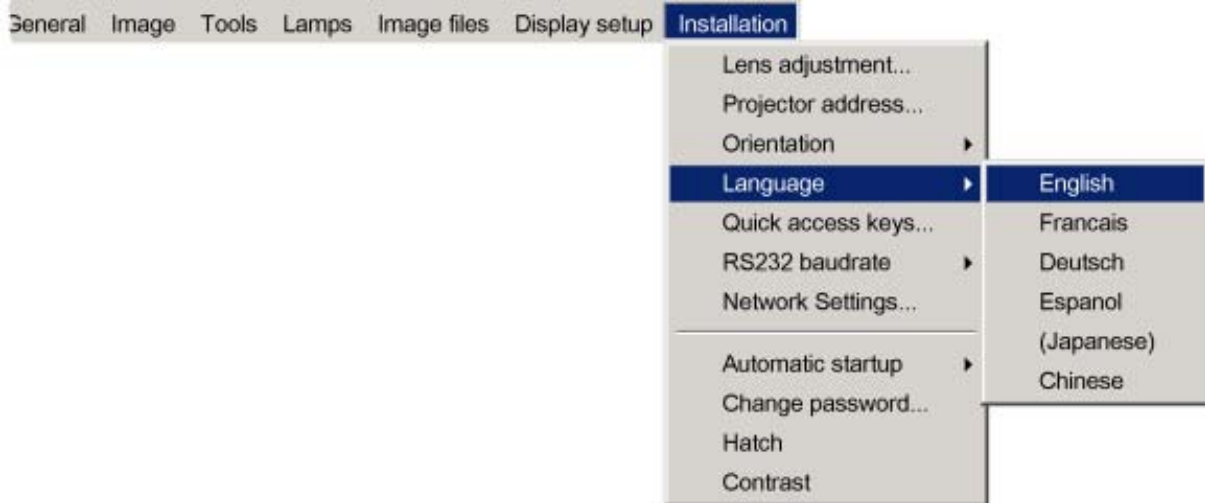 General Image Tools Lamps Image files Display setup Installation
Lens adjustment...
Projector address...
Orientation
Language
English
Quick access keys...
Francais
RS232 baudrate
Deutsch
Network Settings...
Espanol
(Japanese)
Automatic startup
Chinese
Change password...
Hatch
Contrast